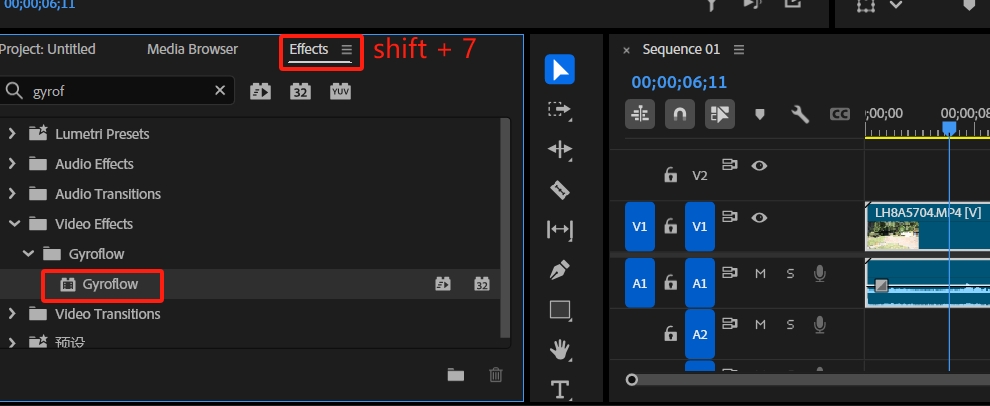 00;00;06;11
Project: Untitled
Media Browser
Effects
shift + 7
gyrof
32
YUV
Lumetri Presets
Audio Effects
Audio Transitions
Video Effects
Gyroflow
Gyroflow
32
Video Transitions
预设
Sequence 01
00;00;06;11
CC
;00;00
00;00;08
V2
V1
V1
LH8A5704.MP4 [V]
A1
A1
M
S
A2
M
S